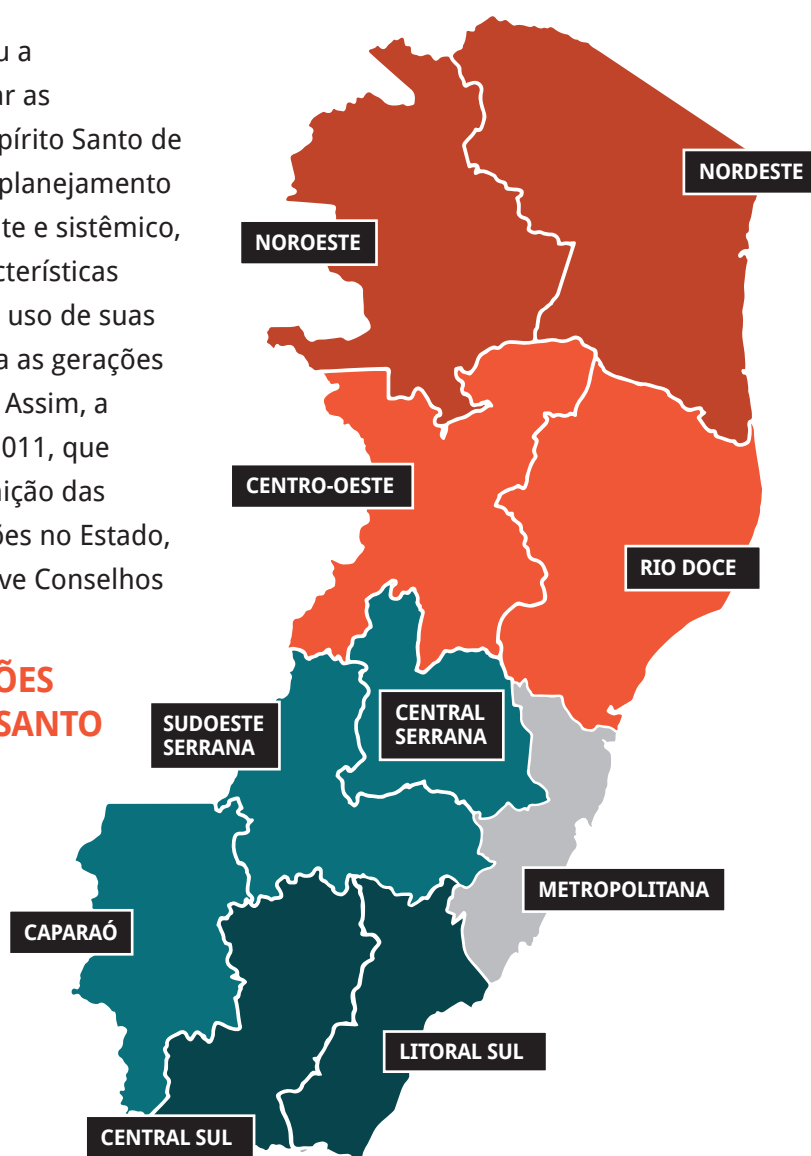 u a
ar as
pírito Santo de
planejamento
te e sistêmico,
cterísticas
uso de suas
a as gerações
Assim, a
011, que
ição das
ões no Estado,
ve Conselhos
ÕES
SANTO
NORDESTE
NOROESTE
CENTRO-OESTE
RIO DOCE
SUDOESTE
SERRANA
CENTRAL
SERRANA
METROPOLITANA
CAPARAÓ
LITORAL SUL
CENTRAL SUL